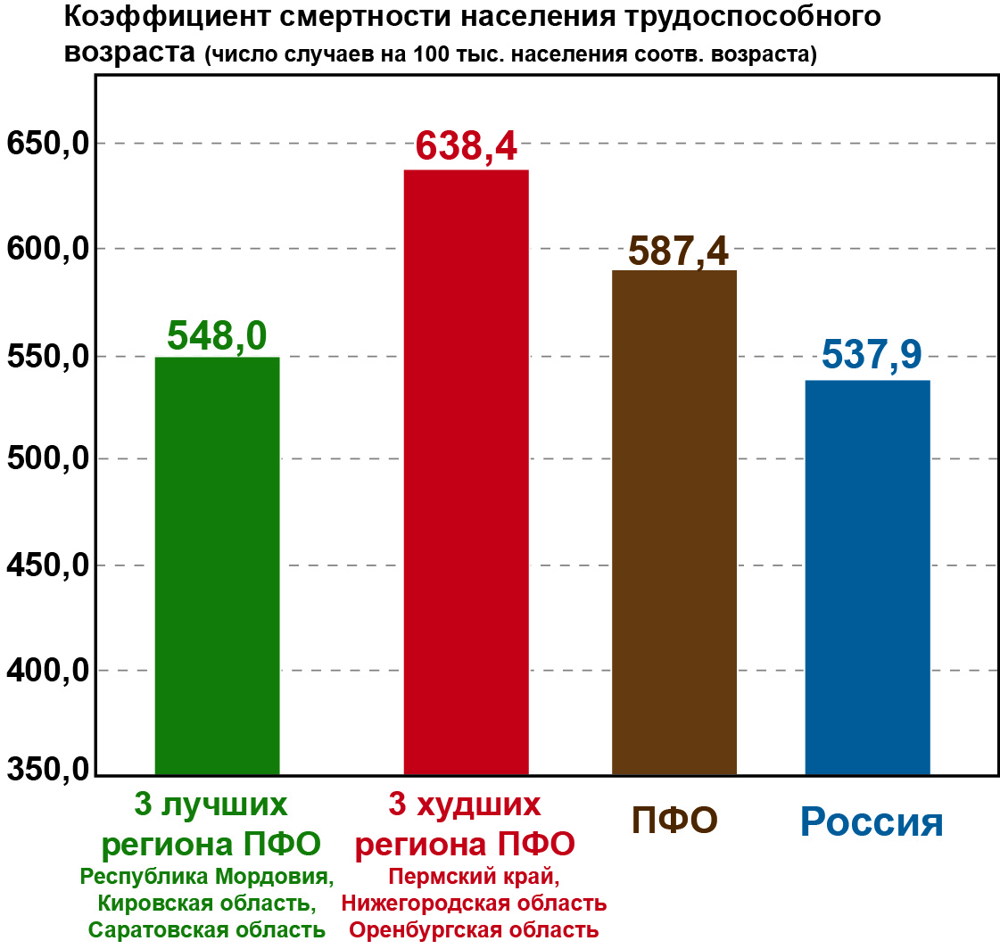 Коэффициент смертности населения трудоспособного
возраста (число случаев на 100 тыс. населения соотв. возраста)
650,0
600,0
550,0
500,0
450,0
400,0
350,0
548,0
638,4
587,4
537,9
3 лучших
региона ПФО
Республика Мордовия,
Кировская область,
Саратовская область
3 худших
региона ПФО
Пермский край,
Нижегородская область
Оренбургская область
ПФО
Россия